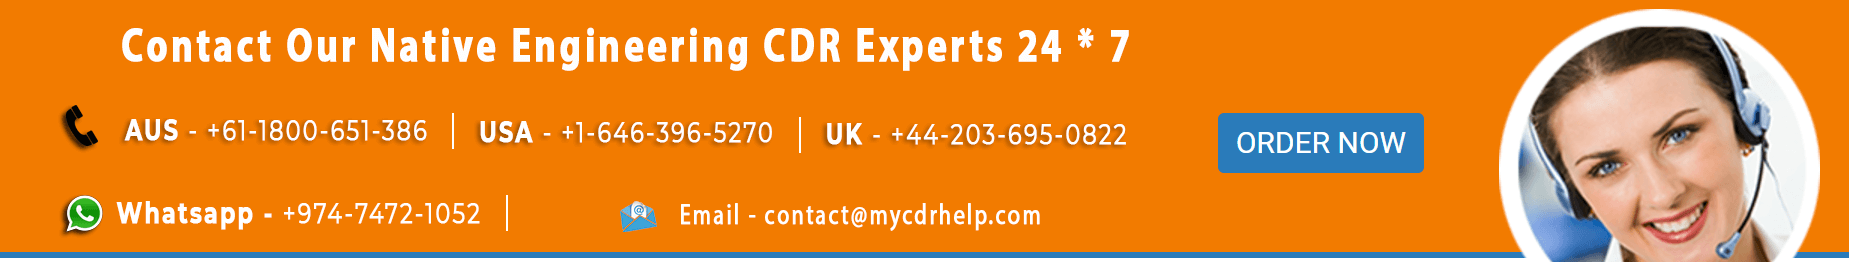 Contact Our Native Engineering CDR Experts 24 * 7
AUS - +61-1800-651-386 | USA - +1-646-396-5270 | UK - +44-203-695-0822
ORDER NOW
Whatsapp - +974-7472-1052 | Email - contact@mycdrhelp.com